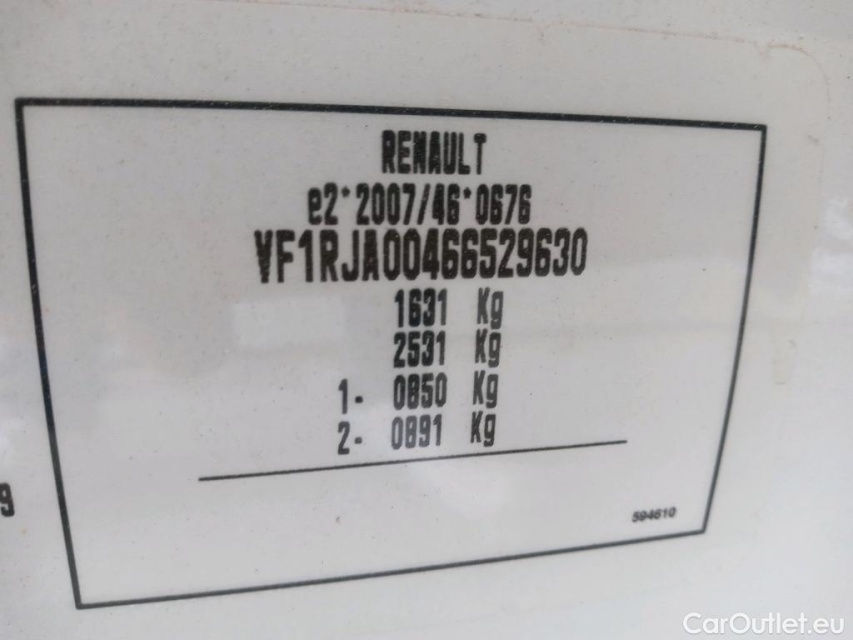 RENAULT
e2*2007/46*0676
VF1RJA00466529630
1631 Kg
2531 Kg
1- 0850 Kg
2- 0891 Kg
594610
9
CarOutlet.eu